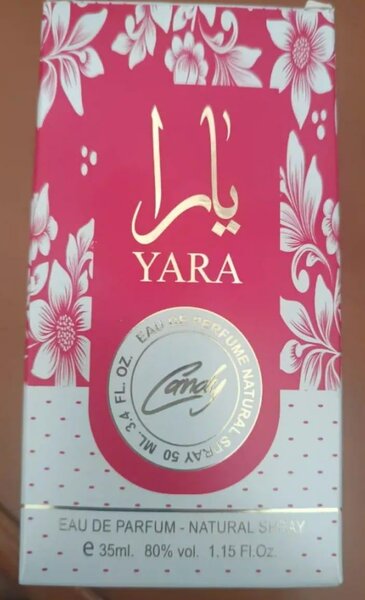 يارا
YARA
EAU DE PERFUME NATURAL SPRAY 50 ML 3.4 FL. OZ.
Candy
EAU DE PARFUM - NATURAL SPRAY
e 35ml. 80% vol. 1.15 Fl.Oz.